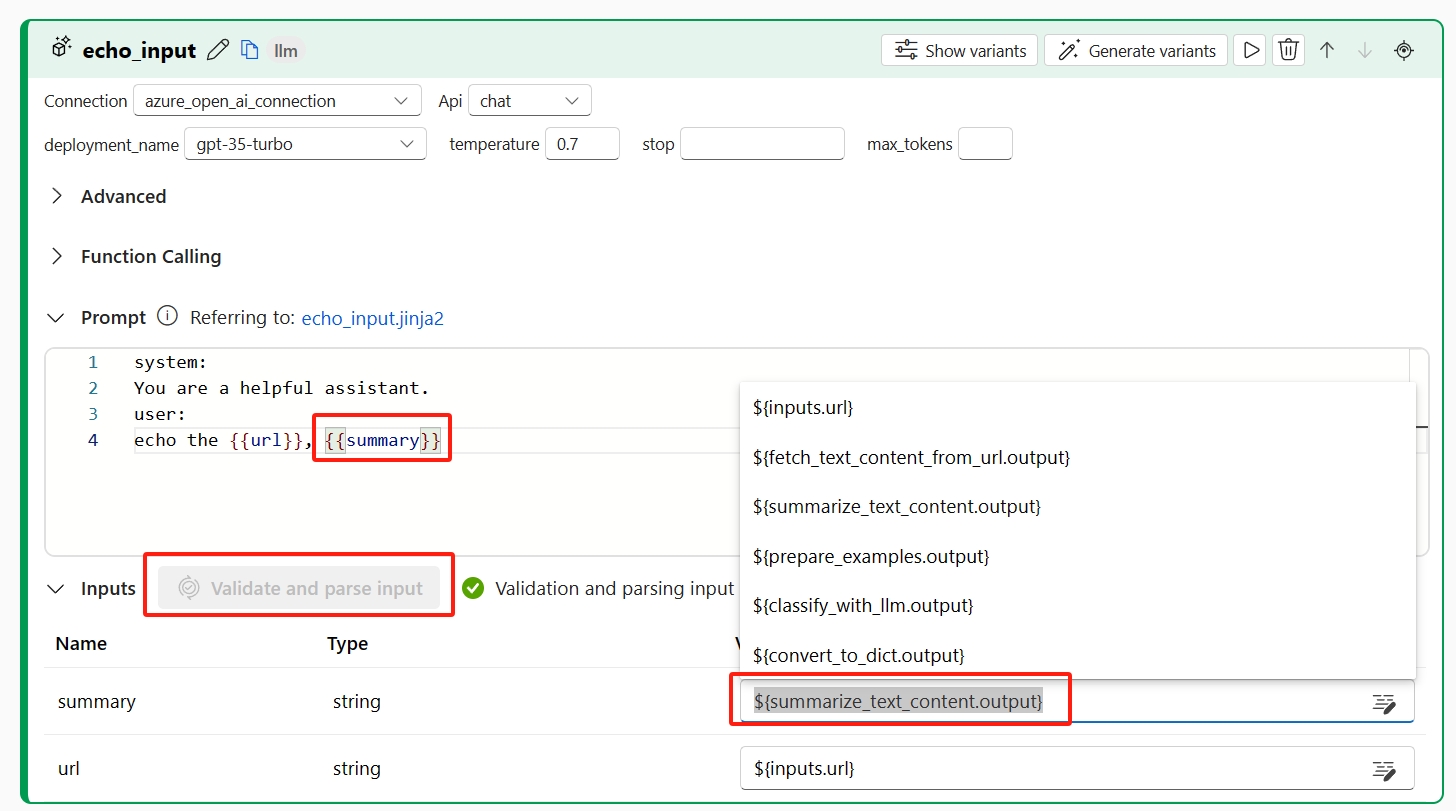 echo_input llm Show variants Generate variants
Connection azure_open_ai_connection Api chat
deployment_name gpt-35-turbo temperature 0.7 stop max_tokens
Advanced
Function Calling
Prompt Referring to: echo_input.jinja2
1 system:
2 You are a helpful assistant.
3 user:
4 echo the {{url}}, {{summary}}
${inputs.url}
${fetch_text_content_from_url.output}
${summarize_text_content.output}
${prepare_examples.output}
${classify_with_llm.output}
${convert_to_dict.output}
Inputs Validate and parse input Validation and parsing input
Name Type
summary string ${summarize_text_content.output}
url string ${inputs.url}